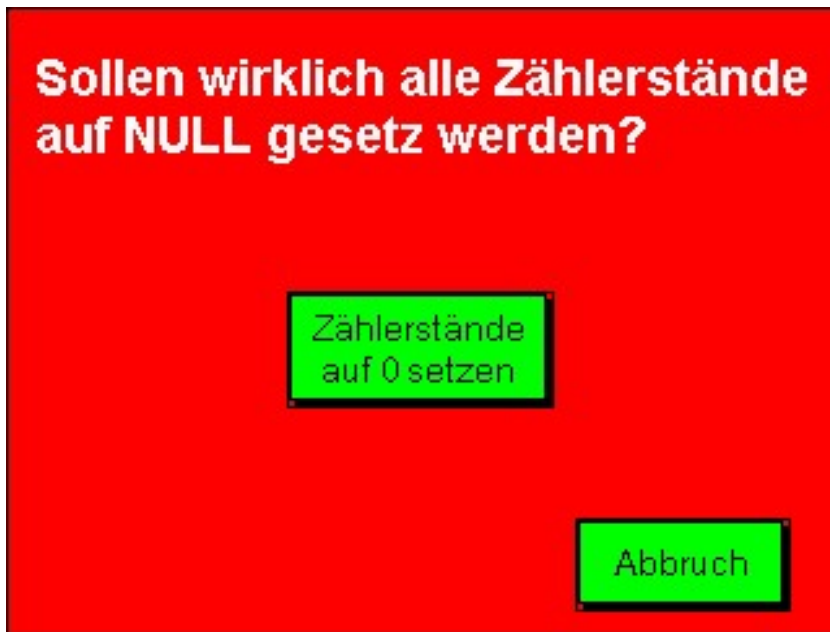 Sollen wirklich alle Zählerstände
auf NULL gesetz werden?
Zählerstände
auf 0 setzen
Abbruch